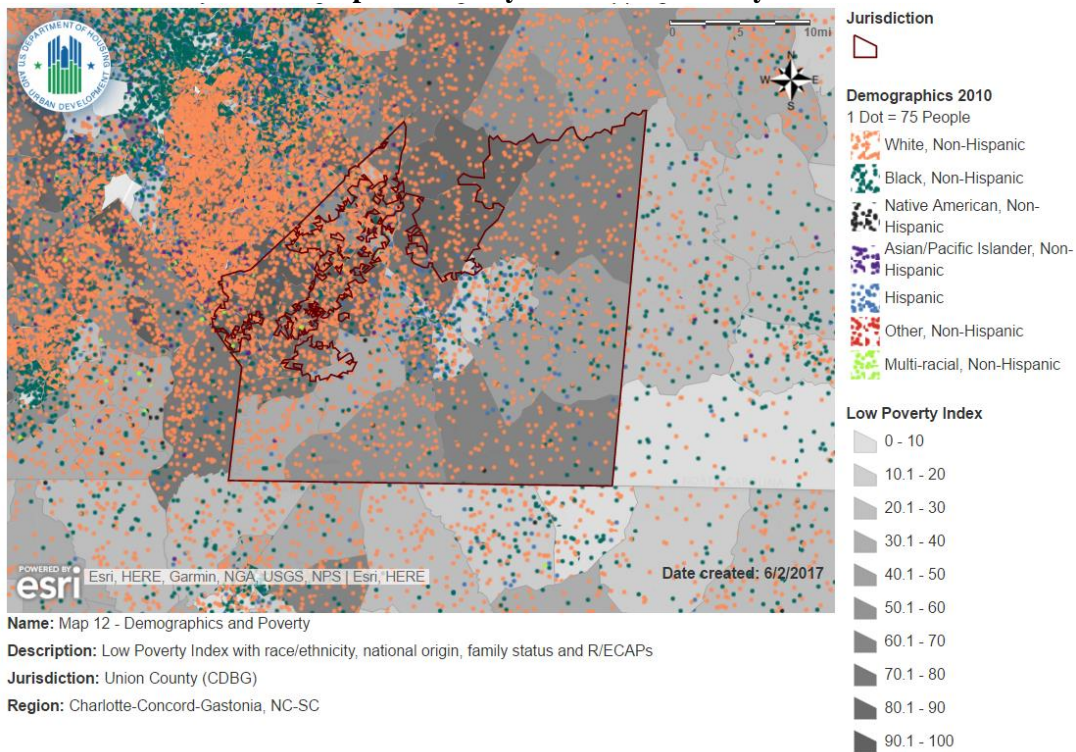 U.S. DEPARTMENT OF HOUSING
AND URBAN DEVELOPMENT
0 5 10mi
N
W E
S
POWERED BY
esri
Esri, HERE, Garmin, NGA, USGS, NPS | Esri, HERE
Date created: 6/2/2017
Name: Map 12 - Demographics and Poverty
Description: Low Poverty Index with race/ethnicity, national origin, family status and R/ECAPs
Jurisdiction: Union County (CDBG)
Region: Charlotte-Concord-Gastonia, NC-SC
Jurisdiction
Demographics 2010
1 Dot = 75 People
White, Non-Hispanic
Black, Non-Hispanic
Native American, Non-
Hispanic
Asian/Pacific Islander, Non-
Hispanic
Hispanic
Other, Non-Hispanic
Multi-racial, Non-Hispanic
Low Poverty Index
0 - 10
10.1 - 20
20.1 - 30
30.1 - 40
40.1 - 50
50.1 - 60
60.1 - 70
70.1 - 80
80.1 - 90
90.1 - 100